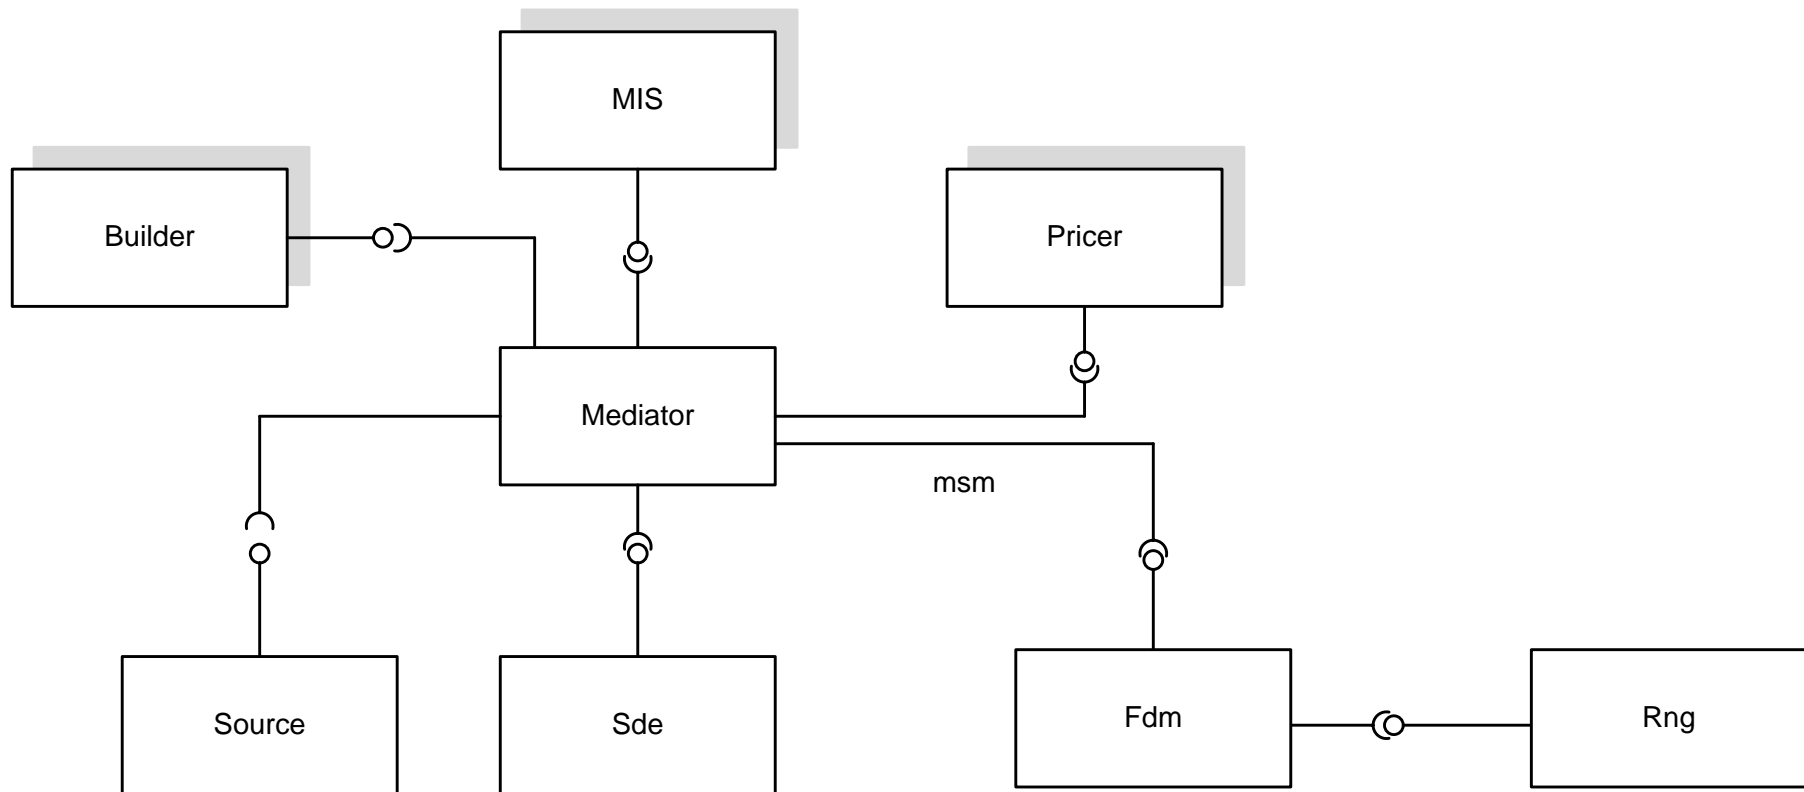 MIS
Builder
Pricer
Mediator
msm
Source
Sde
Fdm
Rng